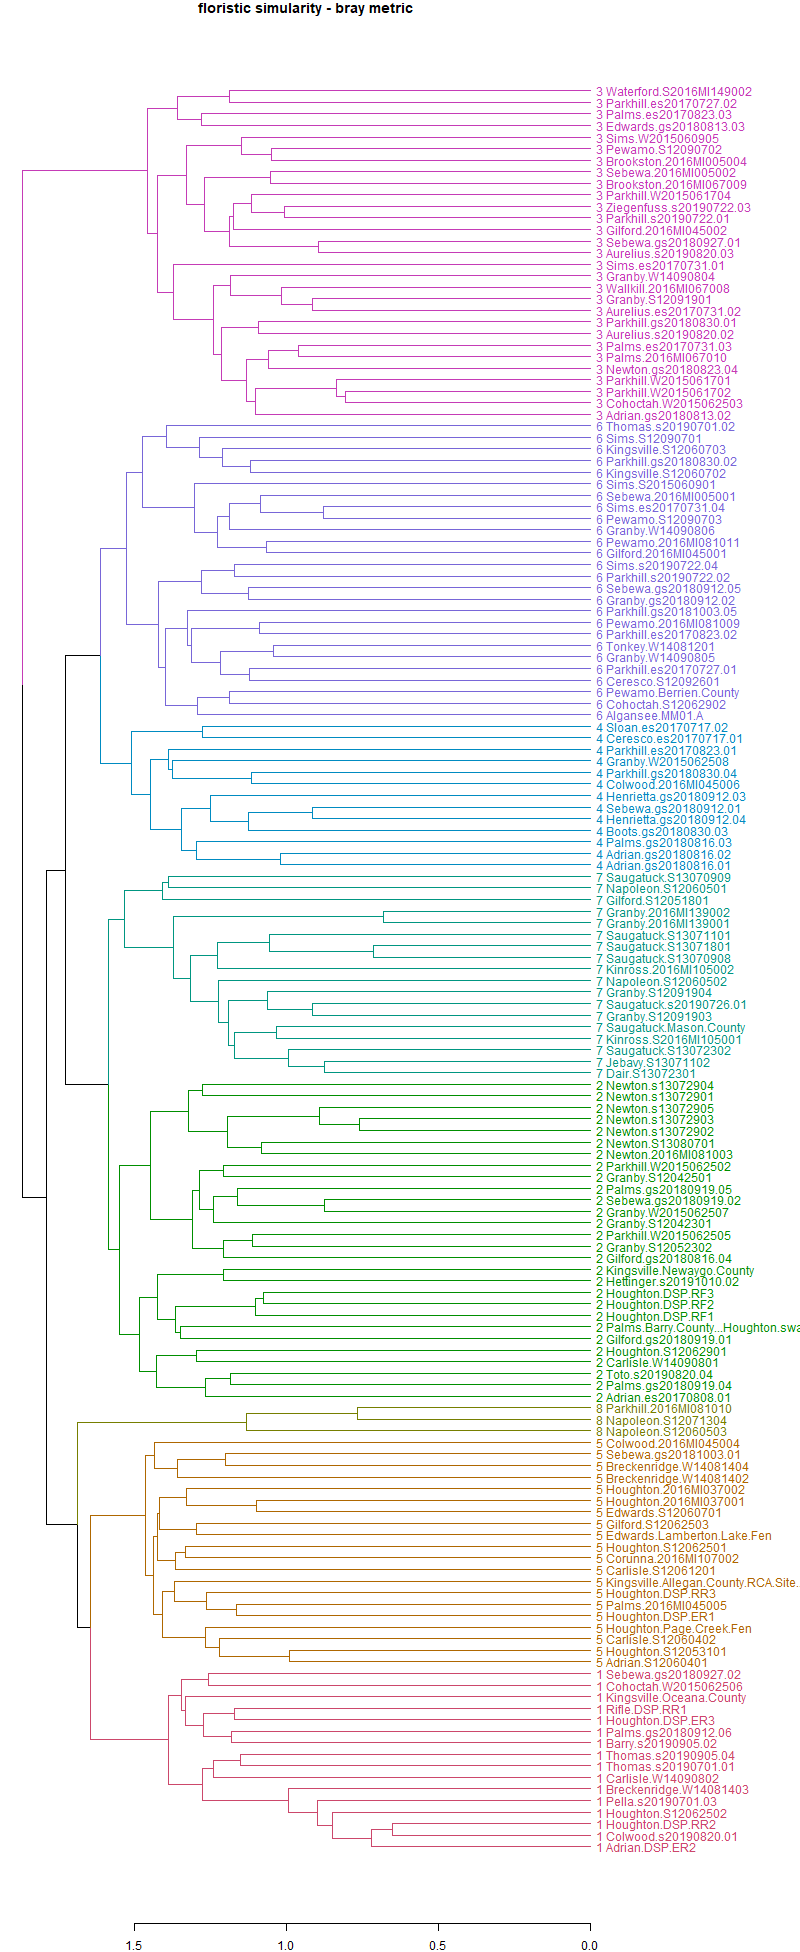 floristic simularity - bray metric
3 Waterford.S2016MI149002
3 Parkhill.es20170727.02
3 Palms.es20170823.03
3 Edwards.gs20180813.03
3 Sims.W2015060905
3 Pewamo.S12090702
3 Brookston.2016MI005004
3 Sebewa.2016MI005002
3 Brookston.2016MI067009
3 Parkhill.W2015061704
3 Ziegenfuss.s20190722.03
3 Parkhill.s20190722.01
3 Gilford.2016MI045002
3 Sebewa.gs20180927.01
3 Aurelius.s20190820.03
3 Sims.es20170731.01
3 Granby.W14090804
3 Wallkill.2016MI067008
3 Granby.S12091901
3 Aurelius.es20170731.02
3 Parkhill.gs20180830.01
3 Aurelius.s20190820.02
3 Palms.es20170731.03
3 Palms.2016MI067010
3 Newton.gs20180823.04
3 Parkhill.W2015061701
3 Parkhill.W2015061702
3 Cohoctah.W2015062503
3 Adrian.gs20180813.02
6 Thomas.s20190701.02
6 Sims.S12090701
6 Kingsville.S12060703
6 Parkhill.gs20180830.02
6 Kingsville.S12060702
6 Sims.S2015060901
6 Sebewa.2016MI005001
6 Sims.es20170731.04
6 Pewamo.S12090703
6 Granby.W14090806
6 Pewamo.2016MI081011
6 Gilford.2016MI045001
6 Sims.s20190722.04
6 Parkhill.s20190722.02
6 Sebewa.gs20180912.05
6 Granby.gs20180912.02
6 Parkhill.gs20181003.05
6 Pewamo.2016MI081009
6 Parkhill.es20170823.02
6 Tonkey.W14081201
6 Granby.W14090805
6 Parkhill.es20170727.01
6 Ceresco.S12092601
6 Pewamo.Berrien.County
6 Cohoctah.S12062902
6 Algansee.MM01.A
4 Sloan.es20170717.02
4 Ceresco.es20170717.01
4 Parkhill.es20170823.01
4 Granby.W2015062508
4 Parkhill.gs20180830.04
4 Colwood.2016MI045006
4 Henrietta.gs20180912.03
4 Sebewa.gs20180912.01
4 Henrietta.gs20180912.04
4 Boots.gs20180830.03
4 Palms.gs20180816.03
4 Adrian.gs20180816.02
4 Adrian.gs20180816.01
7 Saugatuck.S13070909
7 Napoleon.S12060501
7 Gilford.S12051801
7 Granby.2016MI139002
7 Granby.2016MI139001
7 Saugatuck.S13071101
7 Saugatuck.S13071801
7 Saugatuck.S13070908
7 Kinross.2016MI105002
7 Napoleon.S12060502
7 Granby.S12091904
7 Saugatuck.s20190726.01
7 Granby.S12091903
7 Saugatuck.Mason.County
7 Kinross.S2016MI105001
7 Saugatuck.S13072302
7 Jebavy.S13071102
7 Dair.S13072301
2 Newton.s13072904
2 Newton.s13072901
2 Newton.s13072905
2 Newton.s13072903
2 Newton.s13072902
2 Newton.S13080701
2 Newton.2016MI081003
2 Parkhill.W2015062502
2 Granby.S12042501
2 Palms.gs20180919.05
2 Sebewa.gs20180919.02
2 Granby.W2015062507
2 Granby.S12042301
2 Parkhill.W2015062505
2 Granby.S12052302
2 Gilford.gs20180816.04
2 Kingsville.Newaygo.County
2 Hettinger.s20191010.02
2 Houghton.DSP.RF3
2 Houghton.DSP.RF2
2 Houghton.DSP.RF1
2 Palms.Barry.County...Houghton.swa
2 Gilford.gs20180919.01
2 Houghton.S12062901
2 Carlisle.W14090801
2 Toto.s20190820.04
2 Palms.gs20180919.04
2 Adrian.es20170808.01
8 Parkhill.2016MI081010
8 Napoleon.S12071304
8 Napoleon.S12060503
5 Colwood.2016MI045004
5 Sebewa.gs20181003.01
5 Breckenridge.W14081404
5 Breckenridge.W14081402
5 Houghton.2016MI037002
5 Houghton.2016MI037001
5 Edwards.S12060701
5 Gilford.S12062503
5 Edwards.Lamberton.Lake.Fen
5 Houghton.S12062501
5 Corunna.2016MI107002
5 Carlisle.S12061201
5 Kingsville.Allegan.County.RCA.Site.
5 Houghton.DSP.RR3
5 Palms.2016MI045005
5 Houghton.DSP.ER1
5 Houghton.Page.Creek.Fen
5 Carlisle.S12060402
5 Houghton.S12053101
5 Adrian.S12060401
1 Sebewa.gs20180927.02
1 Cohoctah.W2015062506
1 Kingsville.Oceana.County
1 Rifle.DSP.RR1
1 Houghton.DSP.ER3
1 Palms.gs20180912.06
1 Barry.s20190905.02
1 Thomas.s20190905.04
1 Thomas.s20190701.01
1 Carlisle.W14090802
1 Breckenridge.W14081403
1 Pella.s20190701.03
1 Houghton.S12062502
1 Houghton.DSP.RR2
1 Colwood.s20190820.01
1 Adrian.DSP.ER2
1.5 1.0 0.5 0.0